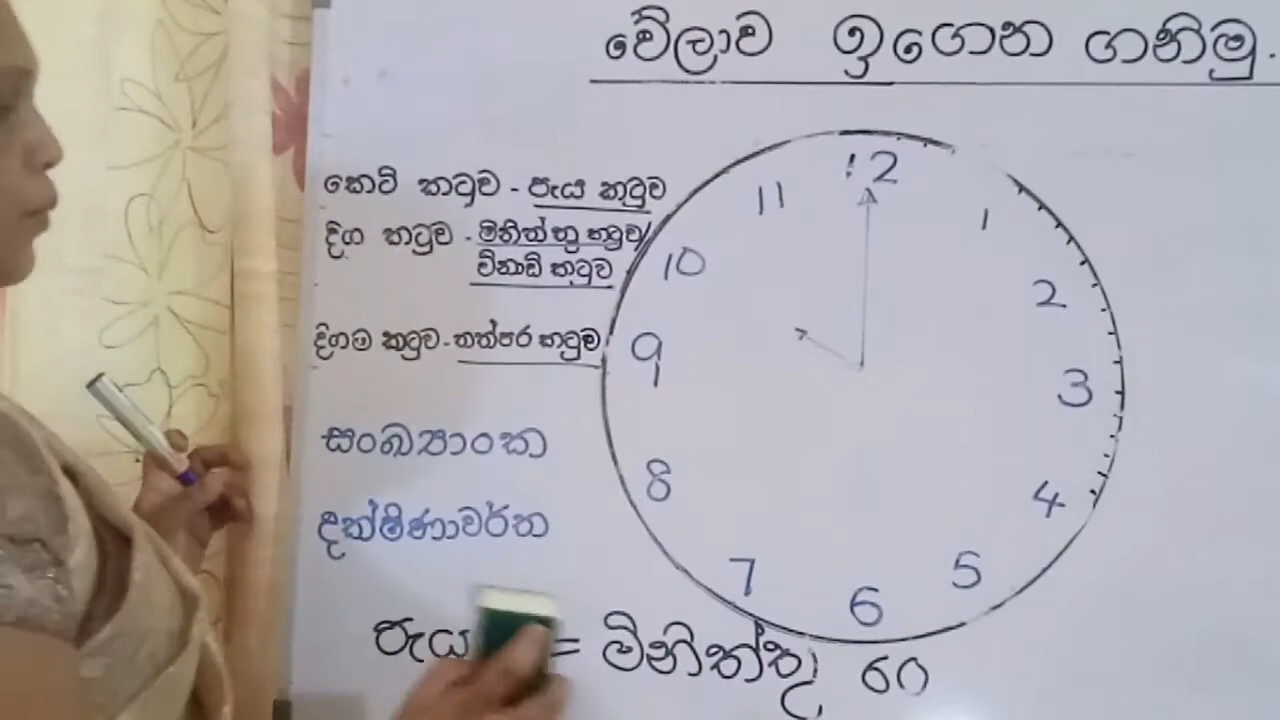 වේලාව ඉගෙන ගනිමු.
කෙටි කටුව - පැය කටුව
දිග කටුව - මිනිත්තු කටුව/
විනාඩි කටුව
දිගම කටුව - තත්පර කටුව
සංඛ්‍යාංක
දක්ෂිණාවර්ත
පැය = මිනිත්තු 60
12
11
1
10
2
9
3
8
4
7
5
6